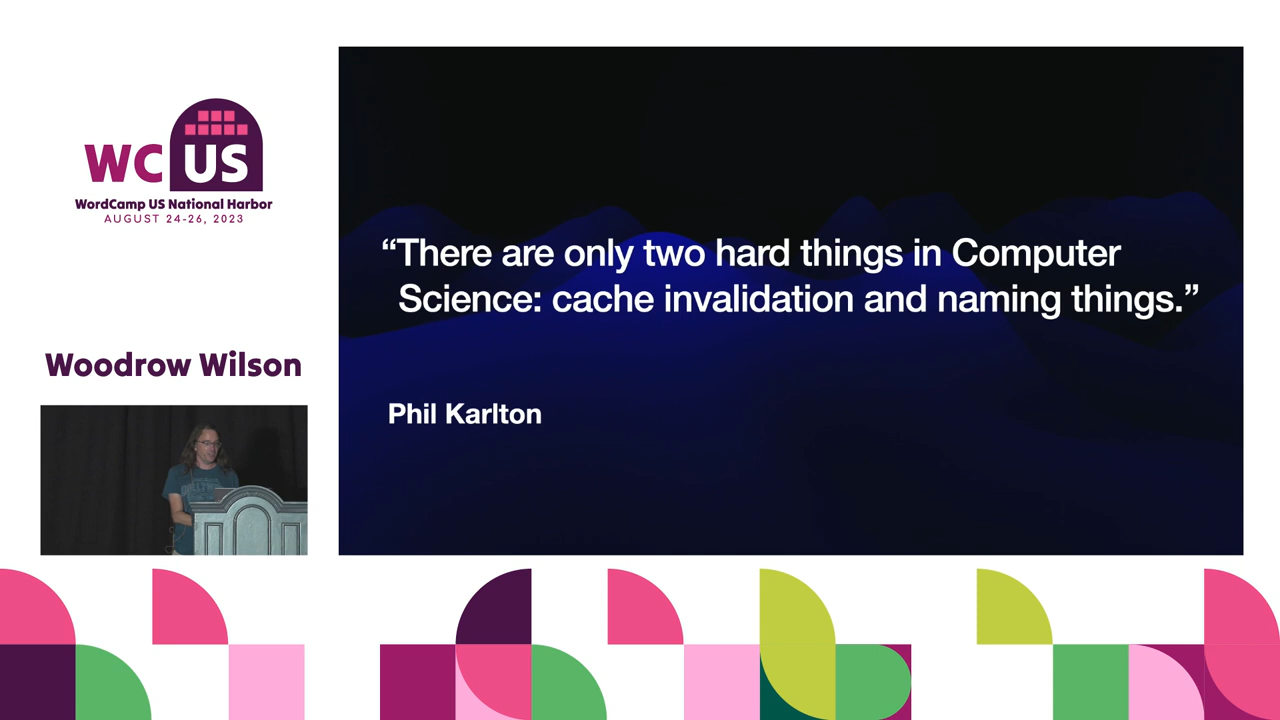 WC US
WordCamp US National Harbor
AUGUST 24-26, 2023
Woodrow Wilson
“There are only two hard things in Computer
Science: cache invalidation and naming things.”
Phil Karlton